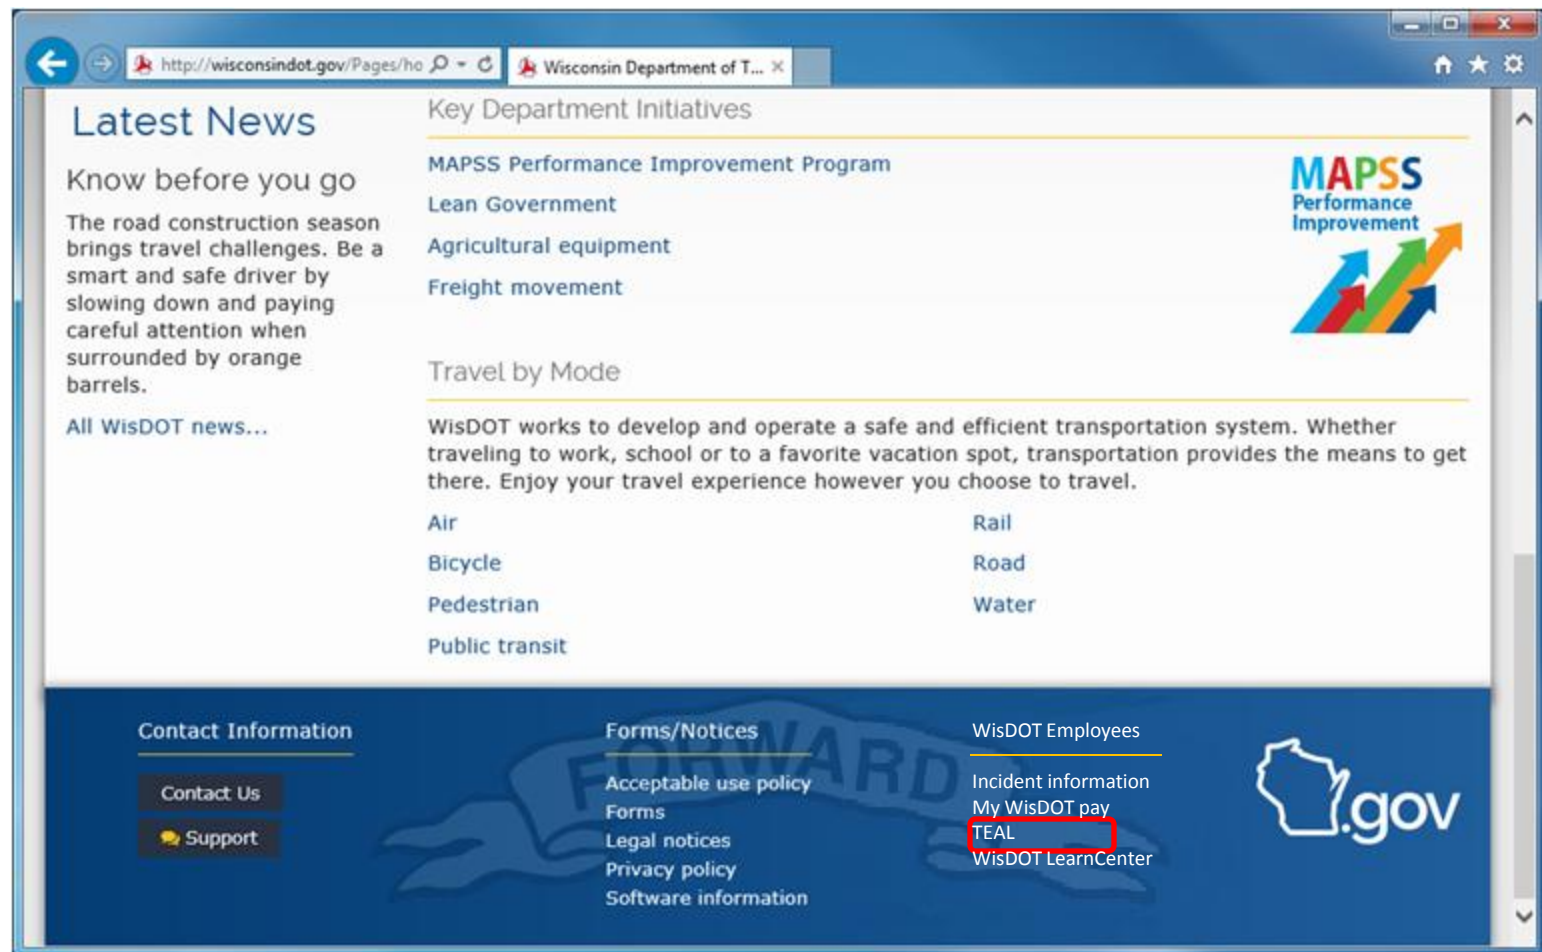 http://wisconsindot.gov/Pages/ho
Wisconsin Department of T...
Latest News
Know before you go
The road construction season
brings travel challenges. Be a
smart and safe driver by
slowing down and paying
careful attention when
surrounded by orange
barrels.
All WisDOT news...
Key Department Initiatives
MAPSS Performance Improvement Program
Lean Government
Agricultural equipment
Freight movement
MAPSS
Performance
Improvement
Travel by Mode
WisDOT works to develop and operate a safe and efficient transportation system. Whether
traveling to work, school or to a favorite vacation spot, transportation provides the means to get
there. Enjoy your travel experience however you choose to travel.
Air
Bicycle
Pedestrian
Public transit
Rail
Road
Water
FORWARD
Contact Information
Contact Us
Support
Forms/Notices
Acceptable use policy
Forms
Legal notices
Privacy policy
Software information
WisDOT Employees
Incident information
My WisDOT pay
TEAL
WisDOT LearnCenter
.gov